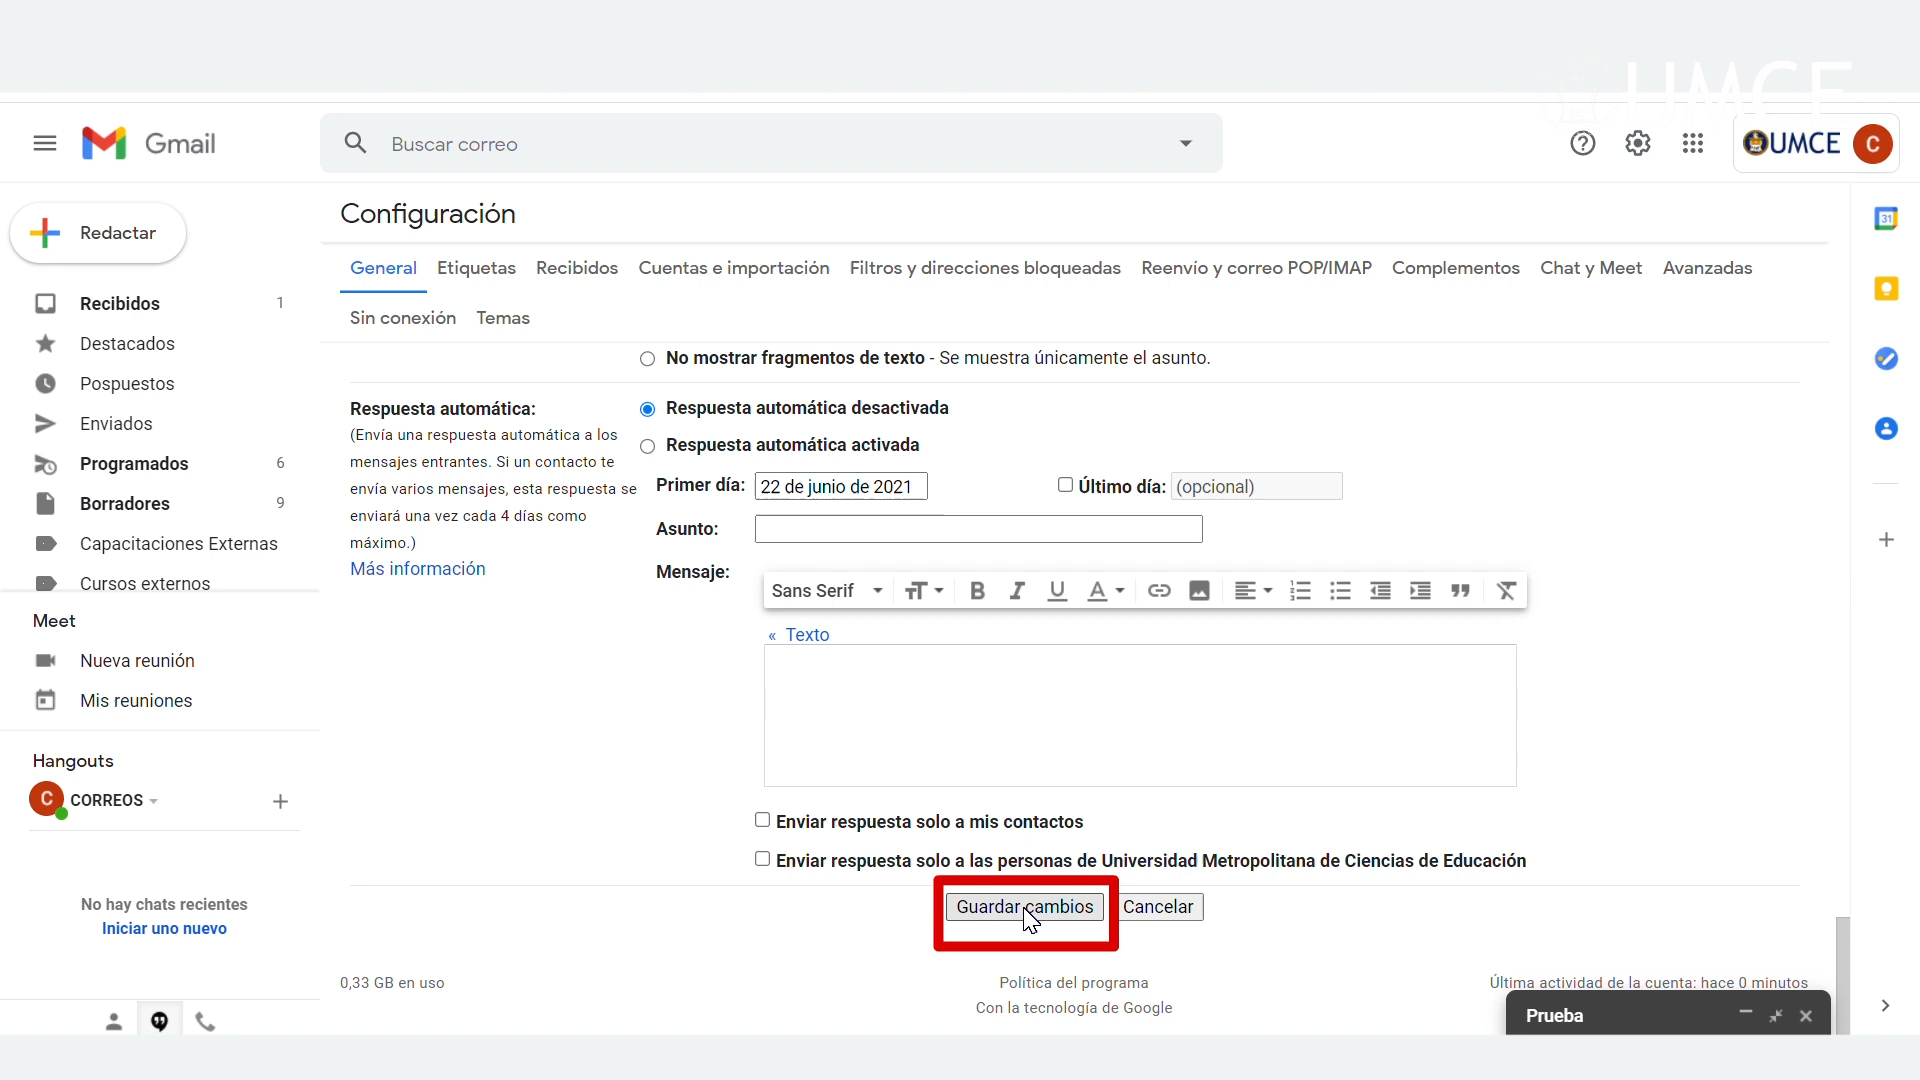 UMCE
Gmail
Buscar correo
UMCE
C
Redactar
Recibidos 1
Destacados
Pospuestos
Enviados
Programados 6
Borradores 9
Capacitaciones Externas
Cursos externos
Meet
Nueva reunión
Mis reuniones
Hangouts
C CORREOS
No hay chats recientes
Iniciar uno nuevo
Configuración
General Etiquetas Recibidos Cuentas e importación Filtros y direcciones bloqueadas Reenvío y correo POP/IMAP Complementos Chat y Meet Avanzadas
Sin conexión Temas
No mostrar fragmentos de texto - Se muestra únicamente el asunto.
Respuesta automática:
(Envía una respuesta automática a los
mensajes entrantes. Si un contacto te
envía varios mensajes, esta respuesta se
enviará una vez cada 4 días como
máximo.)
Más información
Respuesta automática desactivada
Respuesta automática activada
Primer día: 22 de junio de 2021 Último día: (opcional)
Asunto:
Mensaje:
Sans Serif
« Texto
Enviar respuesta solo a mis contactos
Enviar respuesta solo a las personas de Universidad Metropolitana de Ciencias de Educación
Guardar cambios Cancelar
0,33 GB en uso
Política del programa
Con la tecnología de Google
Última actividad de la cuenta: hace 0 minutos
Prueba
31